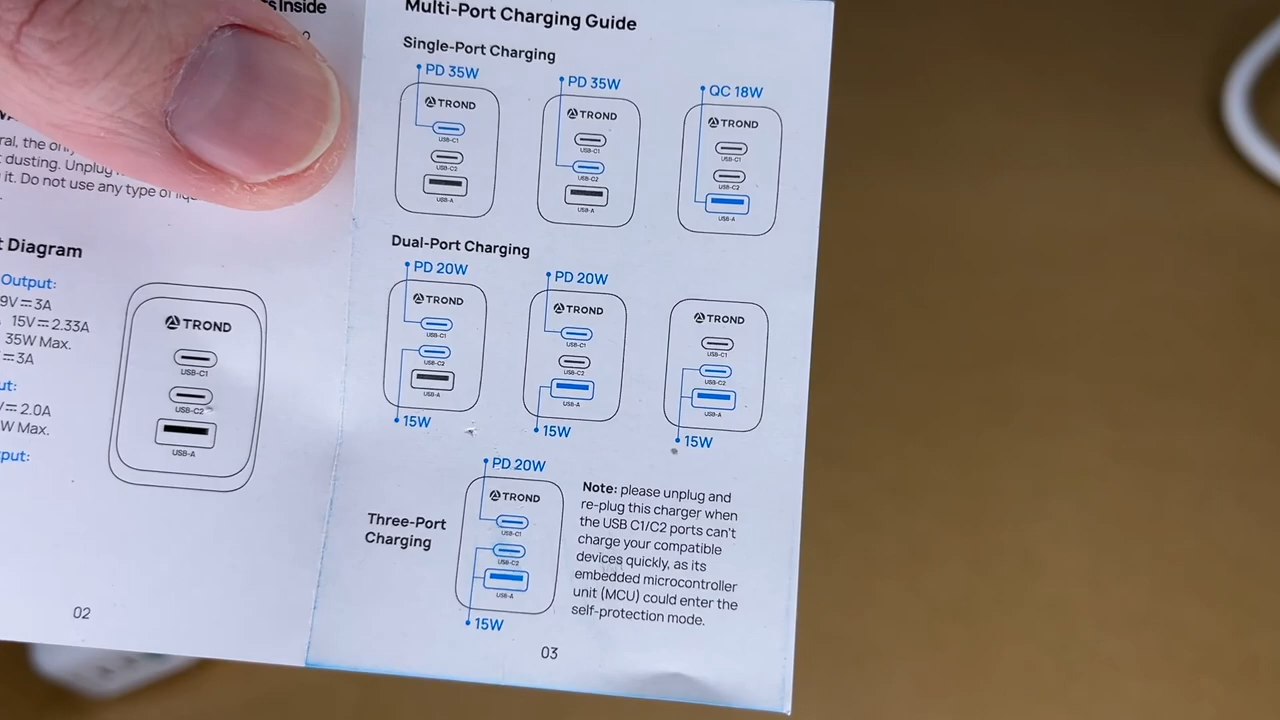 Inside
dusting. Unplug
it. Do not use any type of
Diagram
Output:
9V⎓3A
15V⎓2.33A
35W Max.
⎓3A
TROND
USB-C1
USB-C2
USB-A
⎓2.0A
W Max.
02
Multi-Port Charging Guide
Single-Port Charging
PD 35W
TROND
USB-C1
USB-C2
USB-A
PD 35W
TROND
USB-C1
USB-C2
USB-A
QC 18W
TROND
USB-C1
USB-C2
USB-A
Dual-Port Charging
PD 20W
TROND
USB-C1
USB-C2
USB-A
15W
PD 20W
TROND
USB-C1
USB-C2
USB-A
15W
TROND
USB-C1
USB-C2
USB-A
15W
Three-Port
Charging
PD 20W
TROND
USB-C1
USB-C2
USB-A
15W
Note: please unplug and
re-plug this charger when
the USB C1/C2 ports can't
charge your compatible
devices quickly, as its
embedded microcontroller
unit (MCU) could enter the
self-protection mode.
03